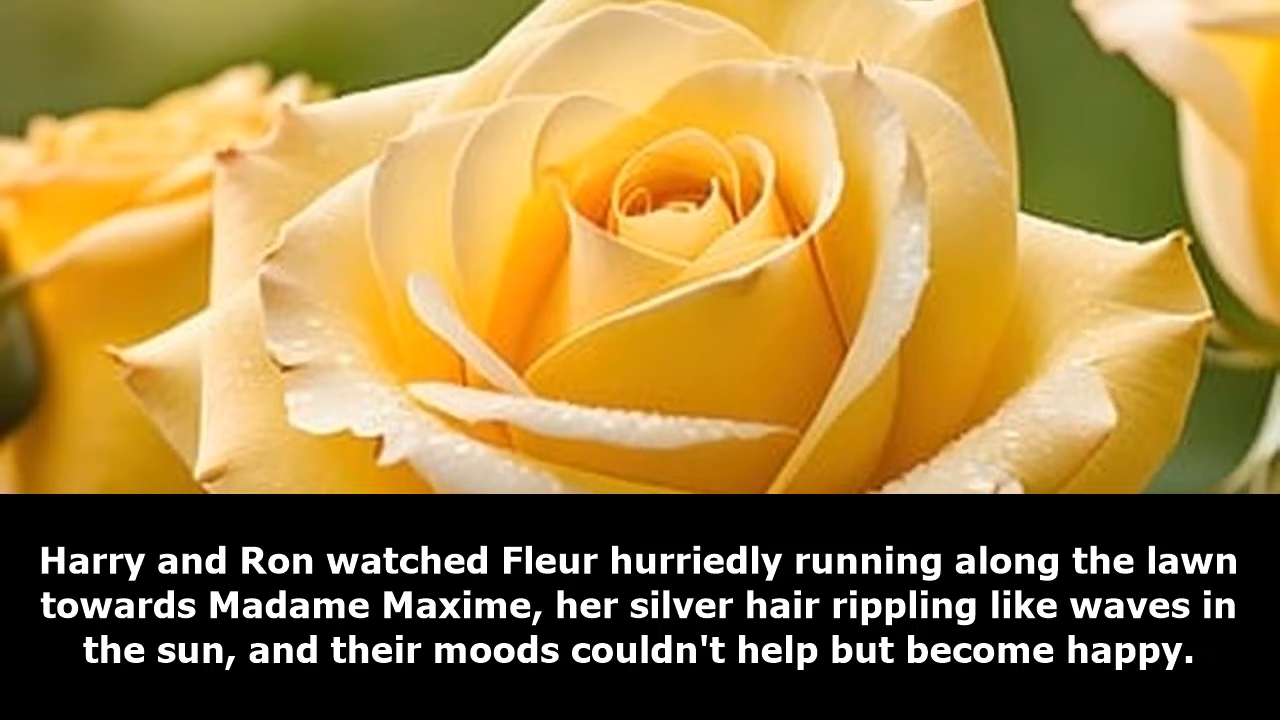 Harry and Ron watched Fleur hurriedly running along the lawn
towards Madame Maxime, her silver hair rippling like waves in
the sun, and their moods couldn't help but become happy.